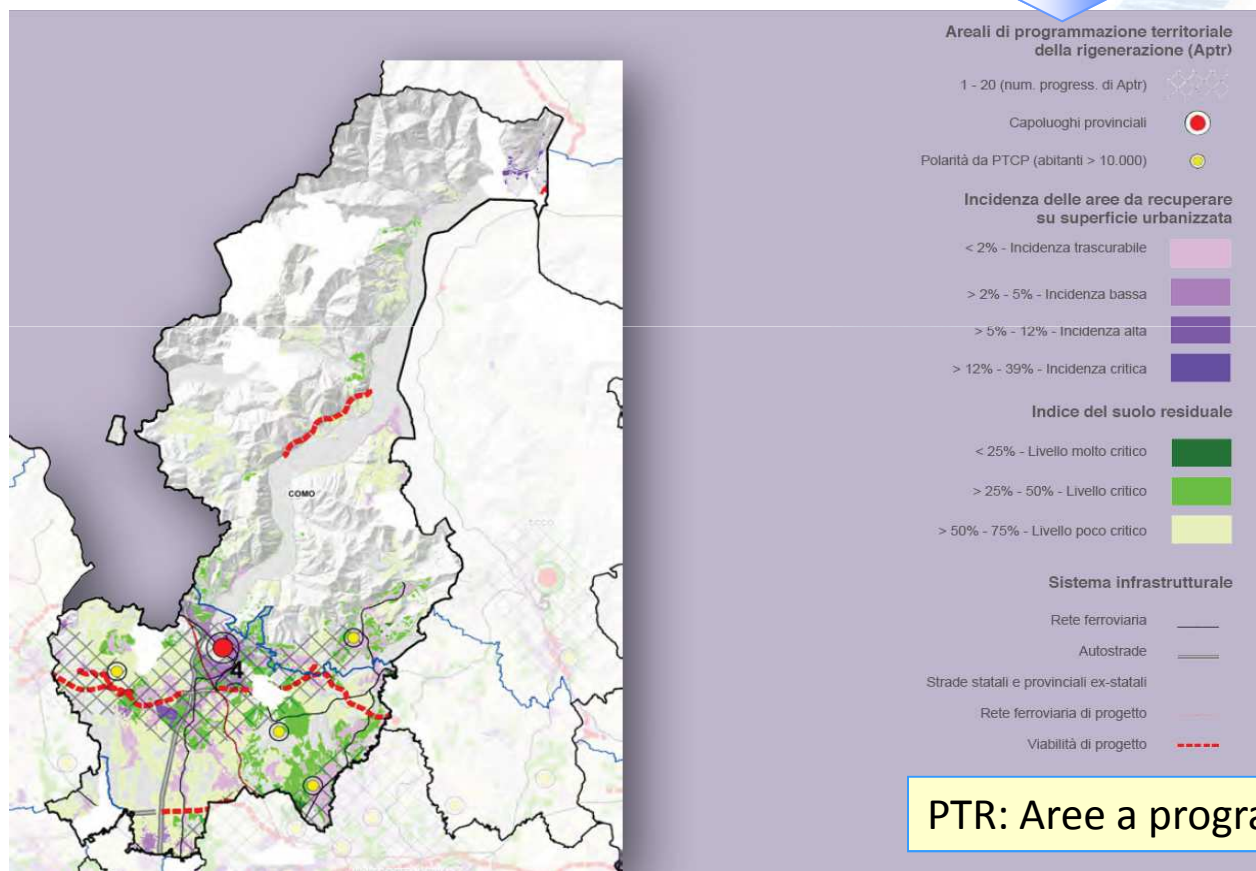 Areali di programmazione territoriale
della rigenerazione (Aptr)
1 - 20 (num. progress. di Aptr)
Capoluoghi provinciali
Polarità da PTCP (abitanti > 10.000)
Incidenza delle aree da recuperare
su superficie urbanizzata
< 2% - Incidenza trascurabile
> 2% - 5% - Incidenza bassa
> 5% - 12% - Incidenza alta
> 12% - 39% - Incidenza critica
Indice del suolo residuale
< 25% - Livello molto critico
> 25% - 50% - Livello critico
> 50% - 75% - Livello poco critico
Sistema infrastrutturale
Rete ferroviaria
Autostrade
Strade statali e provinciali ex-statali
Rete ferroviaria di progetto
Viabilità di progetto
COMO
4
5
PTR: Aree a progra